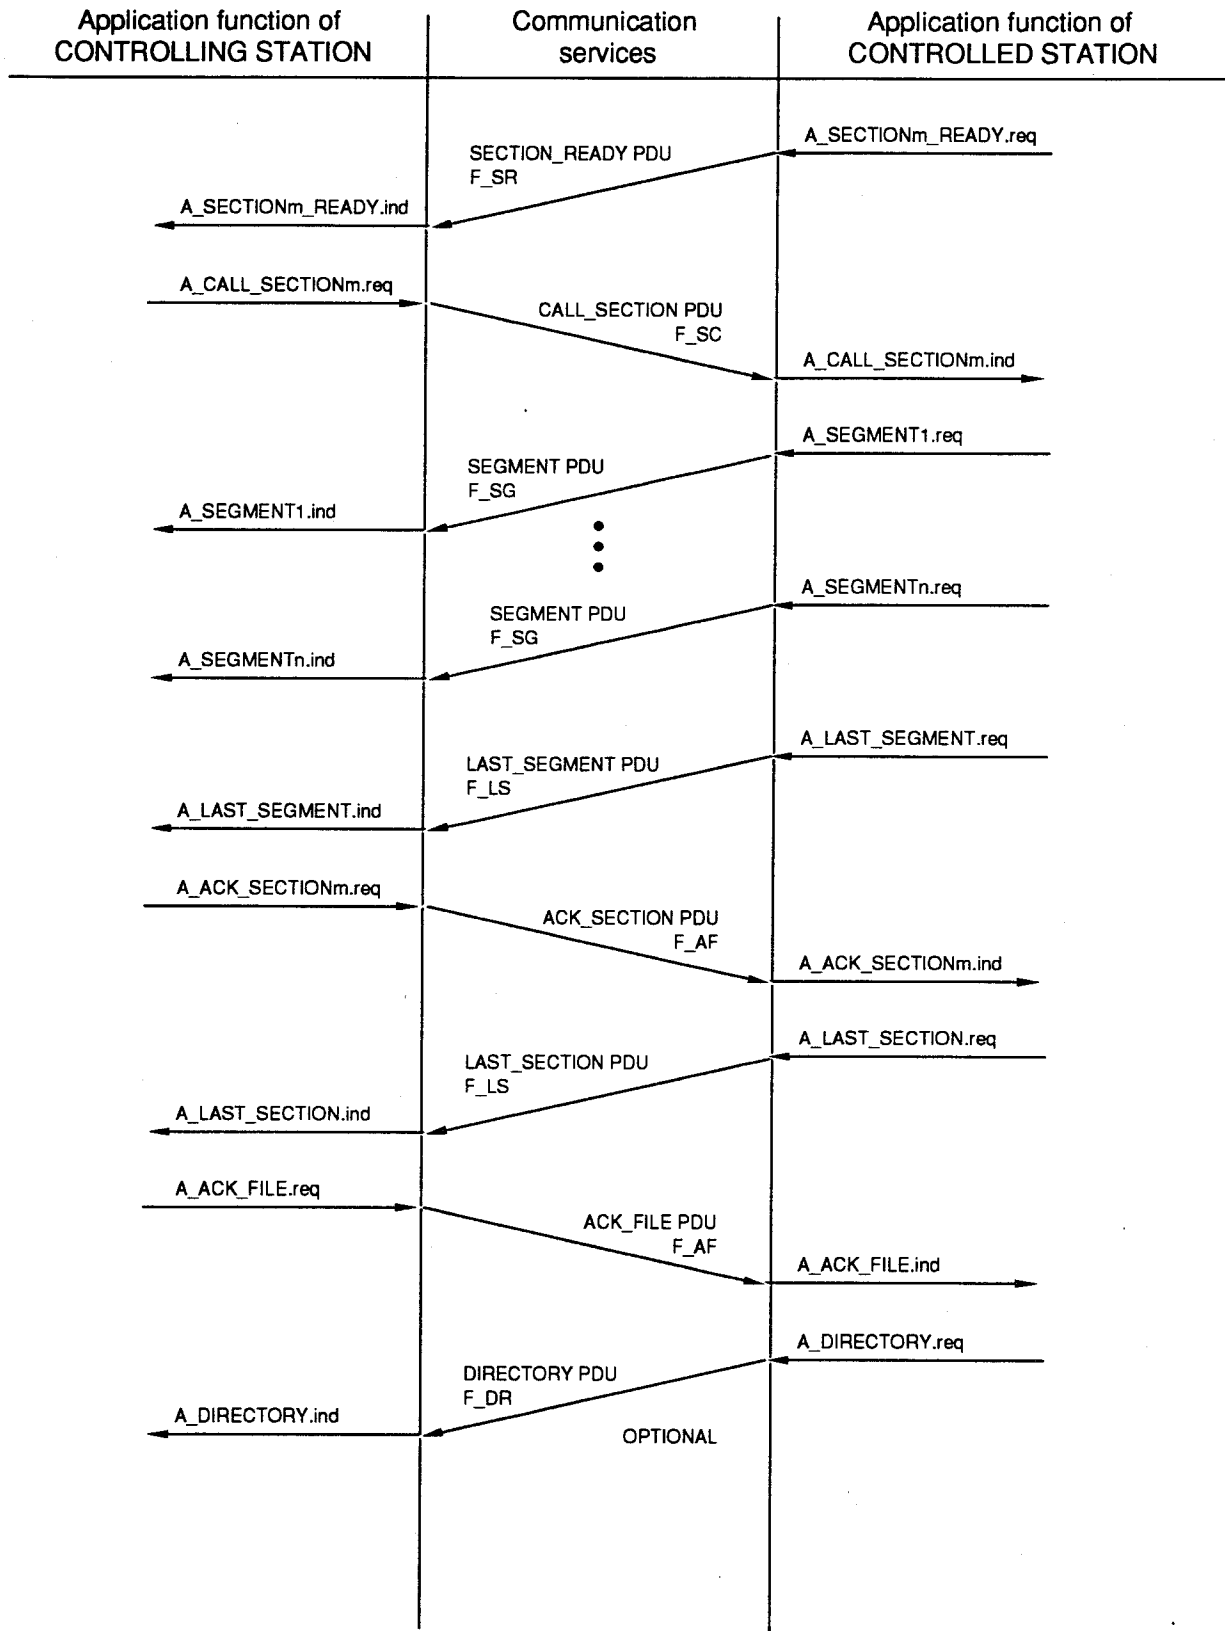 Application function of
CONTROLLING STATION
Communication
services
Application function of
CONTROLLED STATION
A_SECTIONm_READY.req
SECTION_READY PDU
F_SR
A_SECTIONm_READY.ind
A_CALL_SECTIONm.req
CALL_SECTION PDU
F_SC
A_CALL_SECTIONm.ind
A_SEGMENT1.req
SEGMENT PDU
F_SG
A_SEGMENT1.ind
A_SEGMENTn.req
SEGMENT PDU
F_SG
A_SEGMENTn.ind
A_LAST_SEGMENT.req
LAST_SEGMENT PDU
F_LS
A_LAST_SEGMENT.ind
A_ACK_SECTIONm.req
ACK_SECTION PDU
F_AF
A_ACK_SECTIONm.ind
A_LAST_SECTION.req
LAST_SECTION PDU
F_LS
A_LAST_SECTION.ind
A_ACK_FILE.req
ACK_FILE PDU
F_AF
A_ACK_FILE.ind
A_DIRECTORY.req
DIRECTORY PDU
F_DR
A_DIRECTORY.ind
OPTIONAL